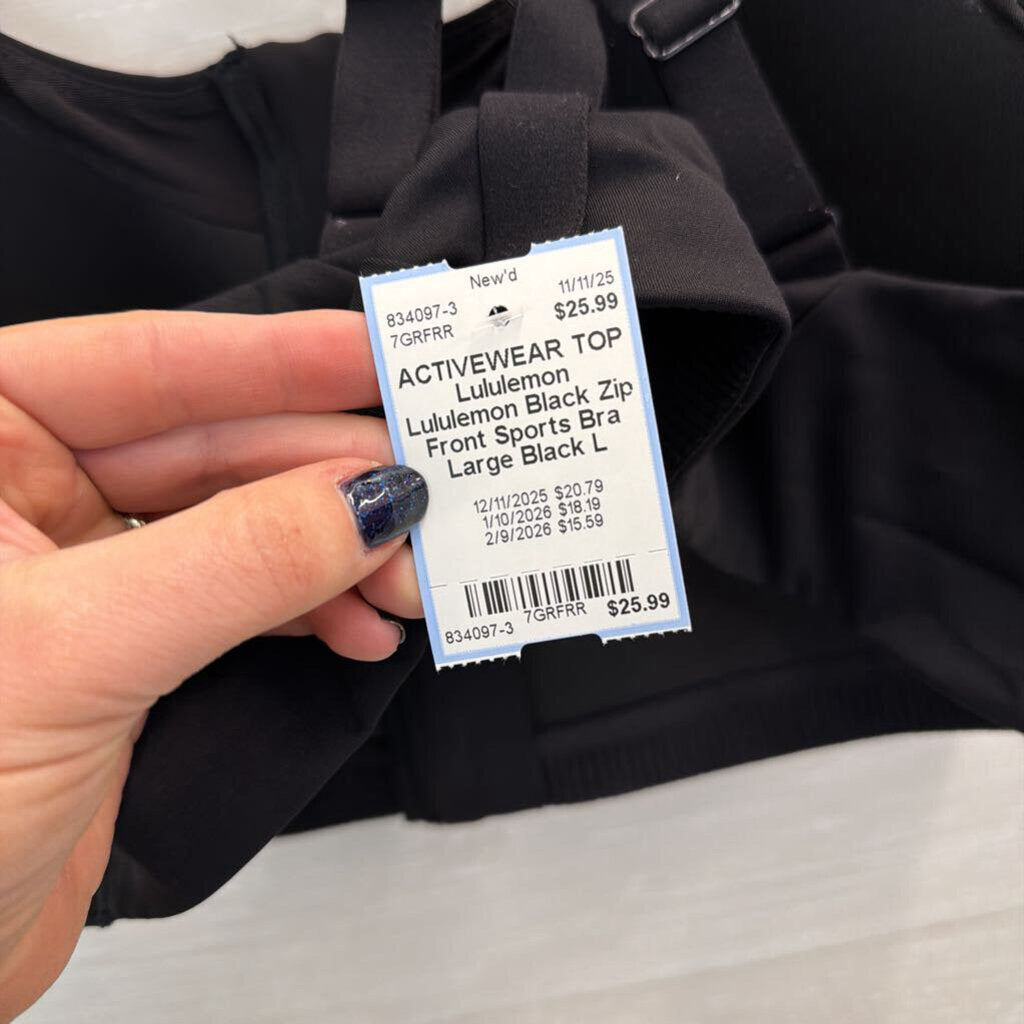 New'd
834097-3 11/11/25
7GRFRR $25.99
ACTIVEWEAR TOP
Lululemon
Lululemon Black Zip
Front Sports Bra
Large Black L
12/11/2025 $20.79
1/10/2026 $18.19
2/9/2026 $15.59
834097-3 7GRFRR $25.99